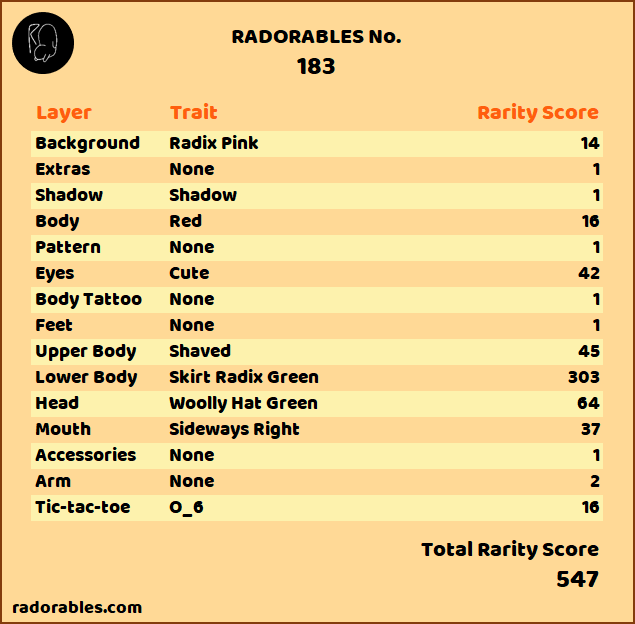 RADORABLES No.
183
Layer Trait Rarity Score
Background Radix Pink 14
Extras None 1
Shadow Shadow 1
Body Red 16
Pattern None 1
Eyes Cute 42
Body Tattoo None 1
Feet None 1
Upper Body Shaved 45
Lower Body Skirt Radix Green 303
Head Woolly Hat Green 64
Mouth Sideways Right 37
Accessories None 1
Arm None 2
Tic-tac-toe O_6 16
Total Rarity Score
547
radorables.com